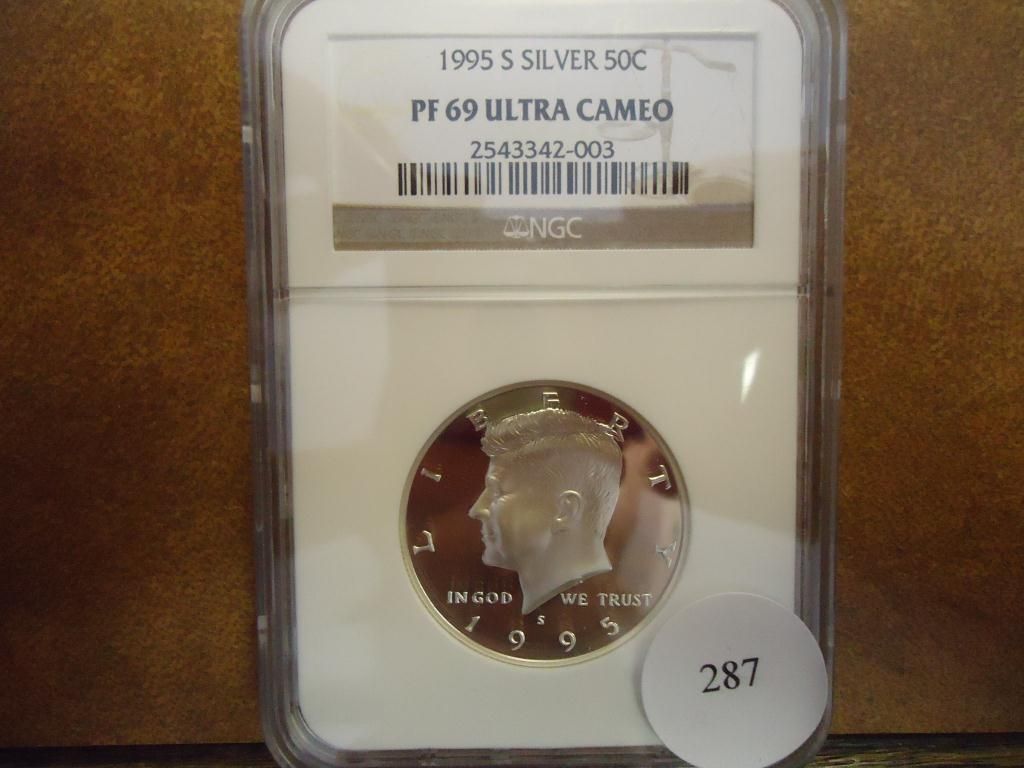 1995 S SILVER 50C
PF 69 ULTRA CAMEO
2543342-003
NGC
LIBERTY
IN GOD WE TRUST
S
1995
287